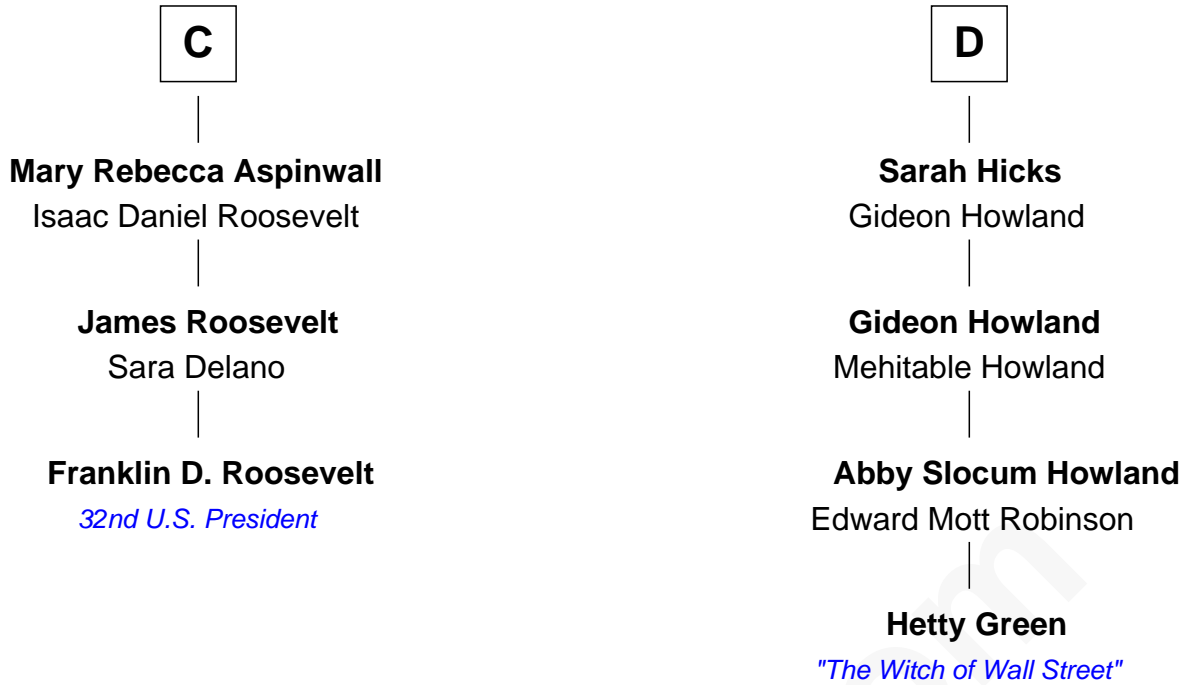 C
Mary Rebecca Aspinwall
Isaac Daniel Roosevelt
James Roosevelt
Sara Delano
Franklin D. Roosevelt
32nd U.S. President
D
Sarah Hicks
Gideon Howland
Gideon Howland
Mehitable Howland
Abby Slocum Howland
Edward Mott Robinson
Hetty Green
"The Witch of Wall Street"